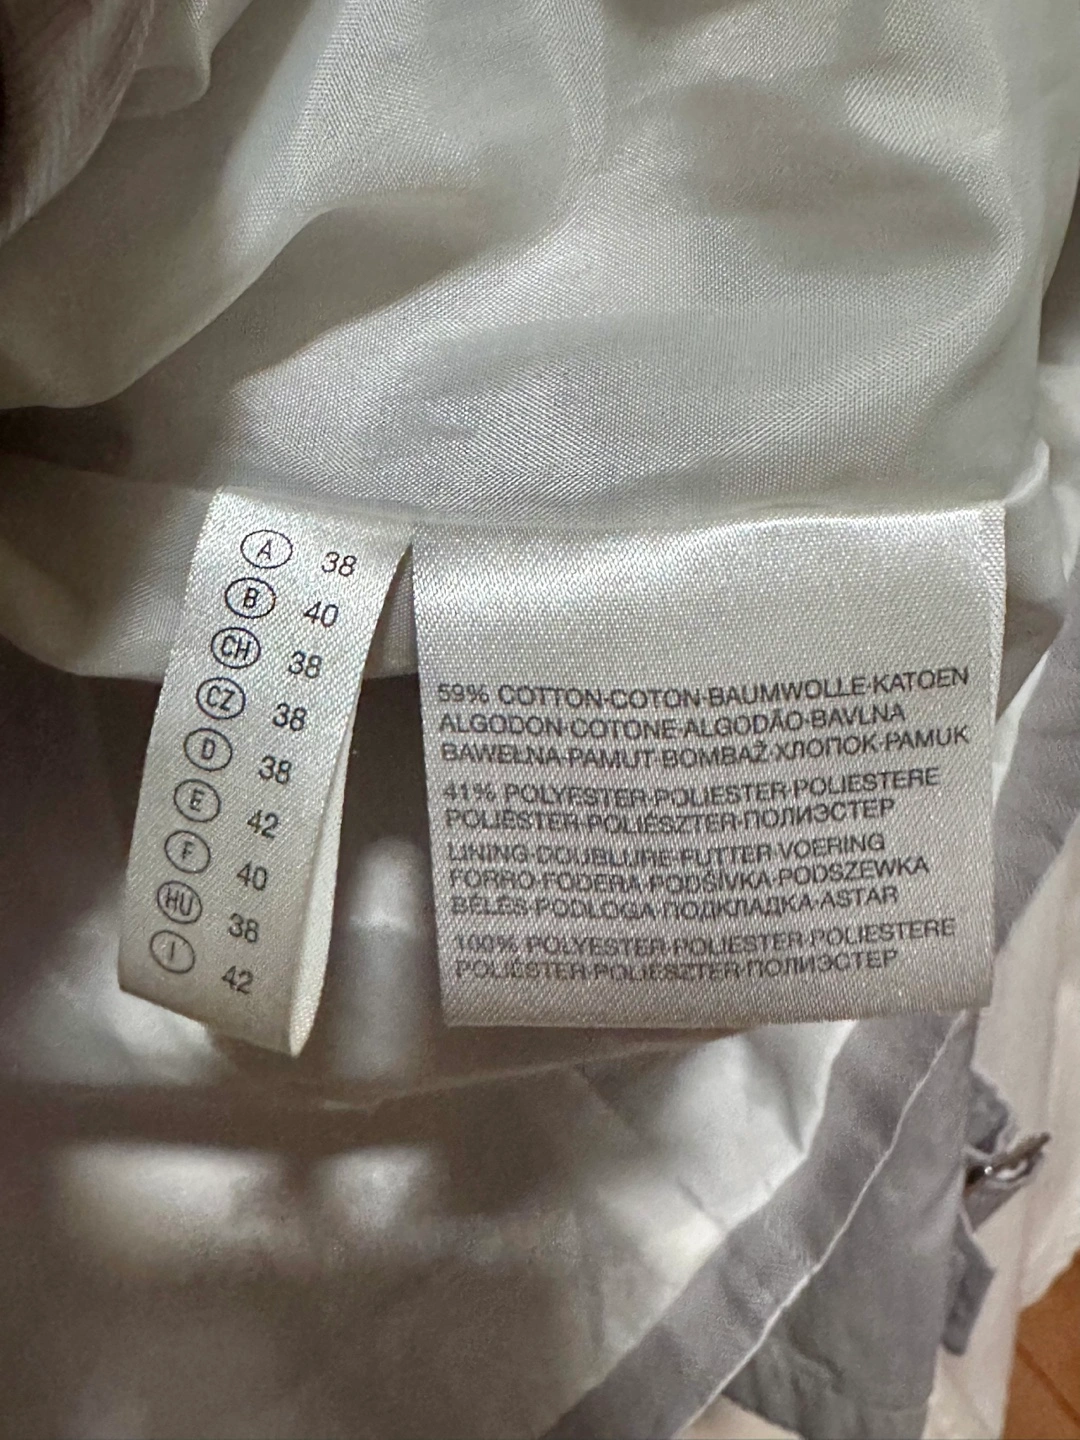 A 38
B 40
CH 38
CZ 38
D 38
E 42
F 40
HU 38
I 42
59% COTTON·COTON·BAUMWOLLE·KATOEN
ALGODON·COTONE·ALGODÃO·BAVLNA
BAWEŁNA·PAMUT·BOMBAŽ·ХЛОПОК·PAMUK
41% POLYESTER·POLIESTER·POLIESTERE
POLIÉSTER·POLIÉSZTER·ПОЛИЭСТЕР
LINING·DOUBLURE·FUTTER·VOERING
FORRO·FODERA·PODŠÍVKA·PODSZEWKA
BÉLÉS·PODLOGA·ПОДКЛАДКА·ASTAR
100% POLYESTER·POLIESTER·POLIESTERE
POLIÉSTER·POLIÉSZTER·ПОЛИЭСТЕР